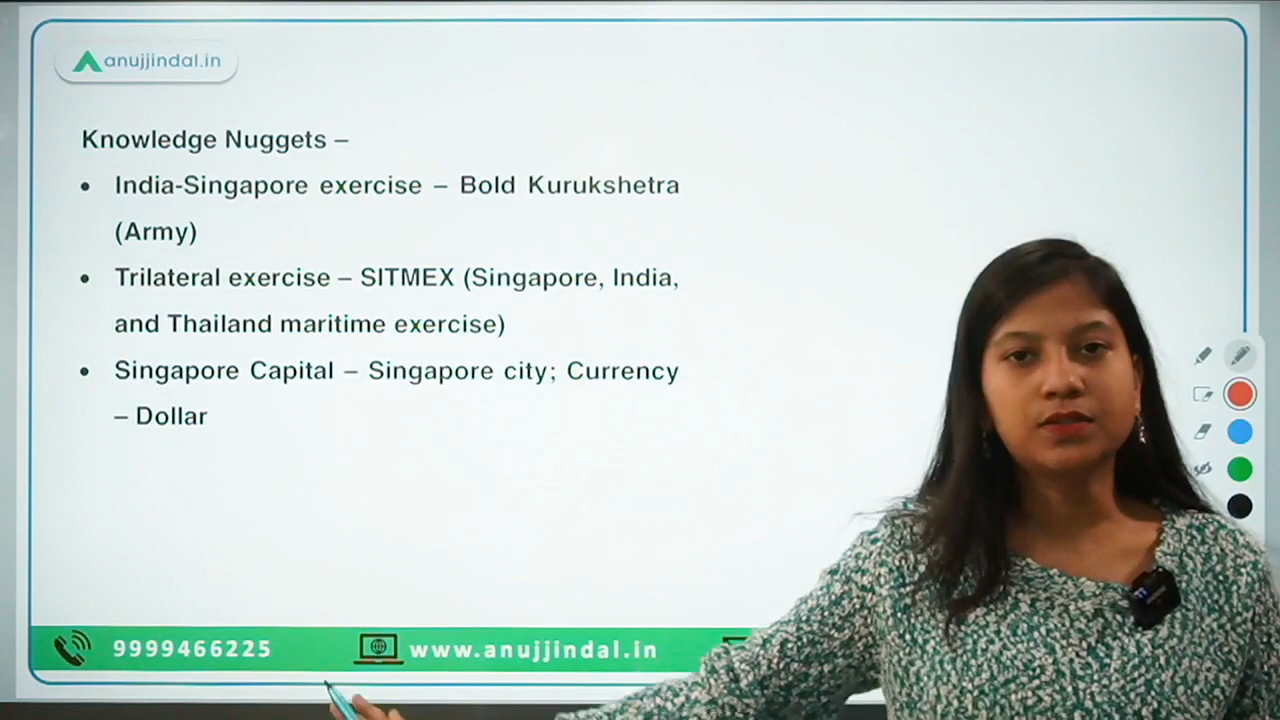 anujjindal.in
Knowledge Nuggets –
• India-Singapore exercise – Bold Kurukshetra
(Army)
• Trilateral exercise – SITMEX (Singapore, India,
and Thailand maritime exercise)
• Singapore Capital – Singapore city; Currency
– Dollar
9999466225 www.anujjindal.in